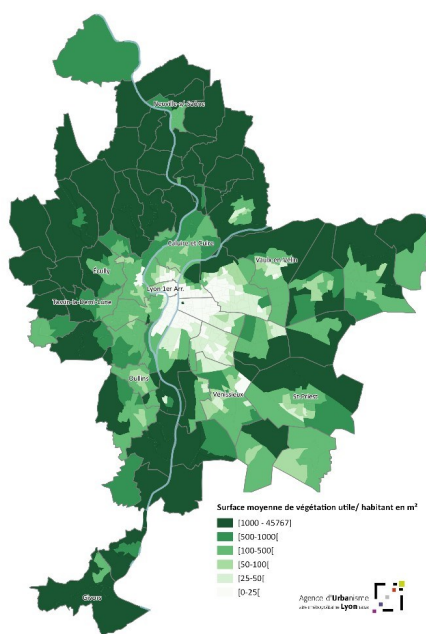 Neuville-s/-Saône
Caluire-et-Cuire
Ecully
Vaulx-en-Velin
Lyon 1er Arr.
Tassin-la-Demi-Lune
Oullins
Vénissieux
St-Priest
Surface moyenne de végétation utile/ habitant en m²
[1000 - 45767]
[500-1000[
[100-500[
[50-100[
[25-50[
[0-25[
Givors
Agence d'Urbanisme
Lyon